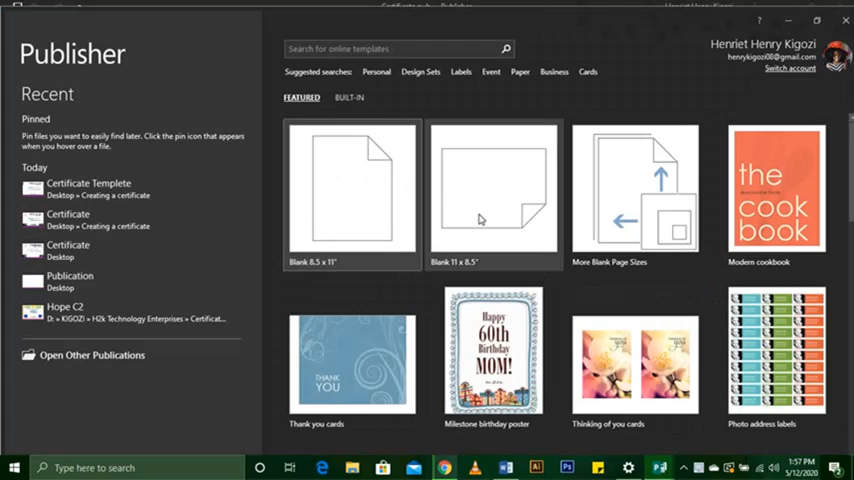 Publisher
Recent
Pinned
Pin files you want to easily find later. Click the pin icon that appears
when you hover over a file.
Today
Certificate Templete
Desktop » Creating a certificate
Certificate
Desktop » Creating a certificate
Certificate
Desktop
Publication
Desktop
Hope C2
D: » KIGOZI » H2k Technology Enterprises » Certificat...
Open Other Publications
Search for online templates
Suggested searches: Personal Design Sets Labels Event Paper Business Cards
Henriet Henry Kigozi
henrykigozi08@gmail.com
Switch account
FEATURED BUILT-IN
Blank 8.5 x 11"
Blank 11 x 8.5"
More Blank Page Sizes
the
cook
book
Modern cookbook
THANK
YOU
Thank you cards
Happy
60th
Birthday
MOM!
Milestone birthday poster
Thinking of you cards
Photo address labels
Type here to search
1:57 PM
5/12/2020